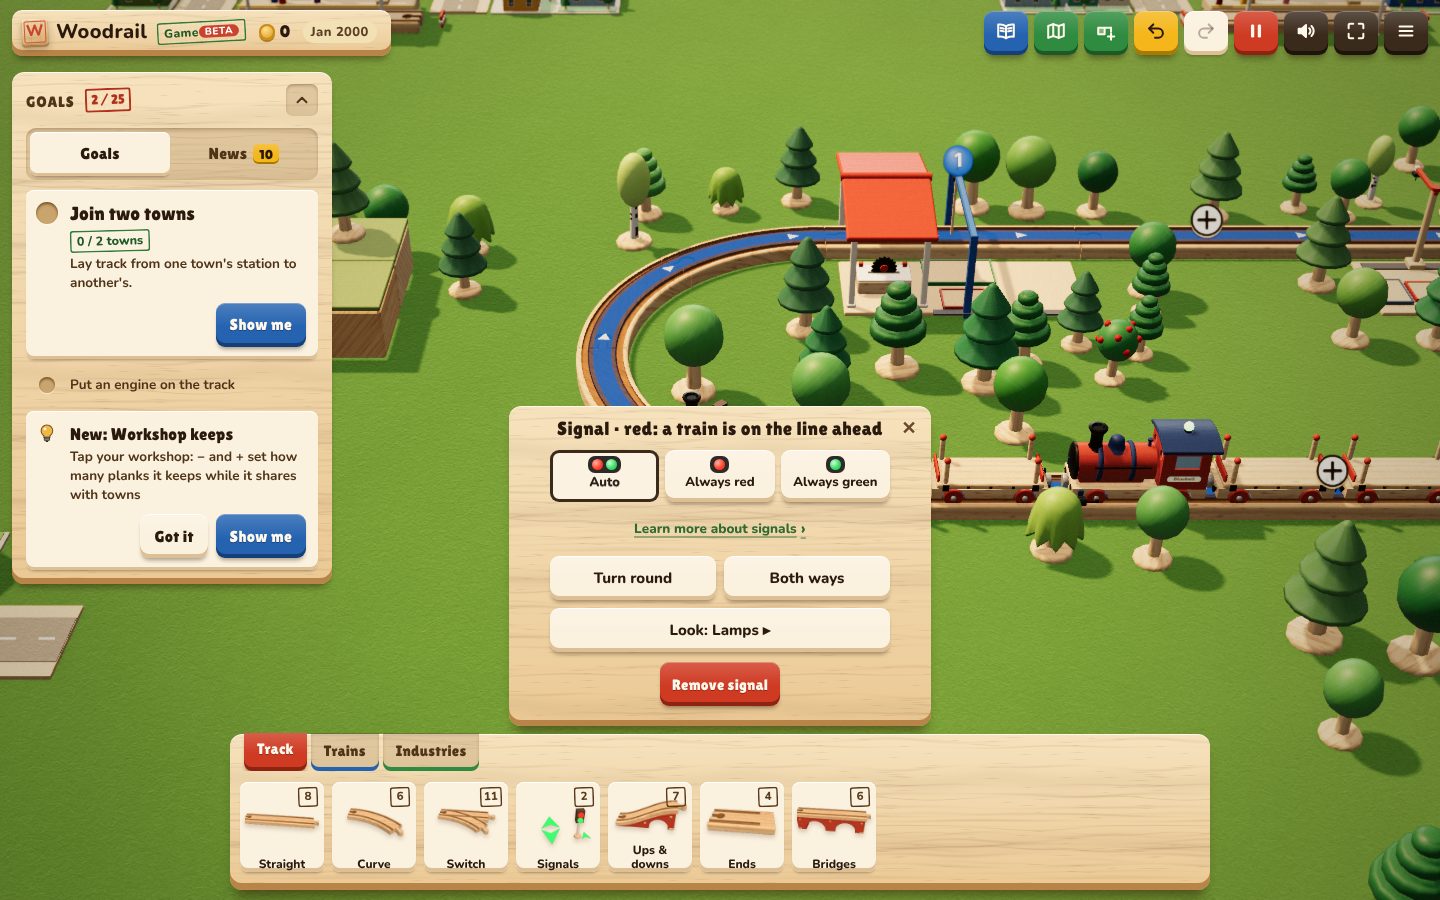 W Woodrail Game BETA 0 Jan 2000
GOALS 2 / 25
Goals News 10
Join two towns
0 / 2 towns
Lay track from one town's station to
another's.
Show me
Put an engine on the track
New: Workshop keeps
Tap your workshop: − and + set how
many planks it keeps while it shares
with towns
Got it Show me
1
Signal · red: a train is on the line ahead
Auto Always red Always green
Learn more about signals ›
Turn round Both ways
Look: Lamps ▸
Remove signal
Track Trains Industries
8 6 11 2 7 4 6
Straight Curve Switch Signals Ups &
downs Ends Bridges